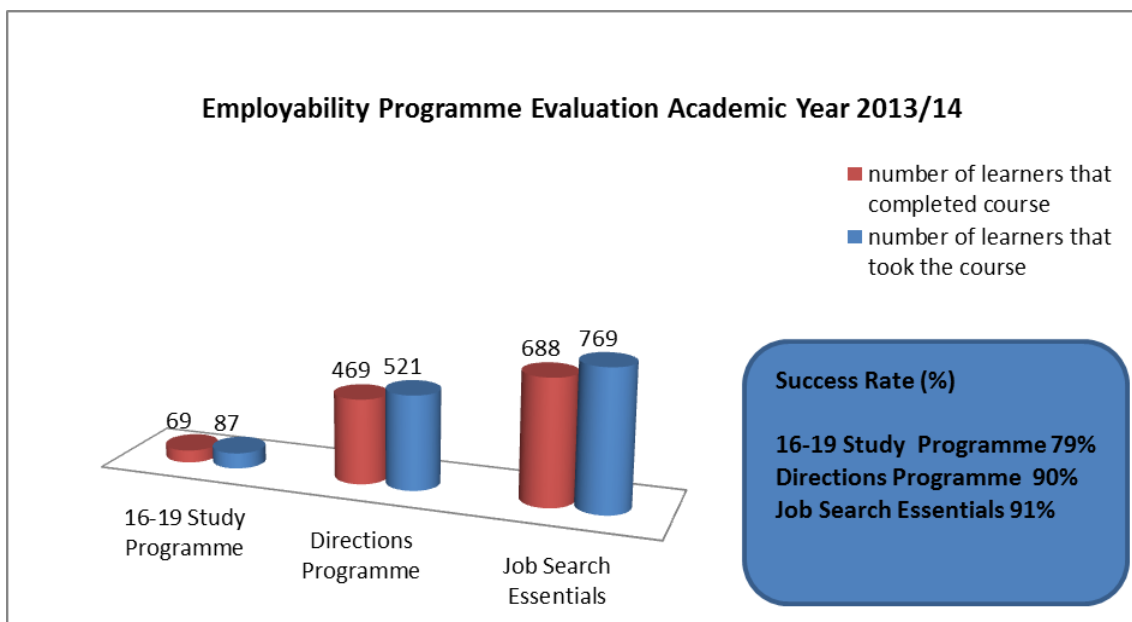 Employability Programme Evaluation Academic Year 2013/14
number of learners that
completed course
number of learners that
took the course
69
87
469
521
688
769
16-19 Study
Programme
Directions
Programme
Job Search
Essentials
Success Rate (%)
16-19 Study Programme 79%
Directions Programme 90%
Job Search Essentials 91%